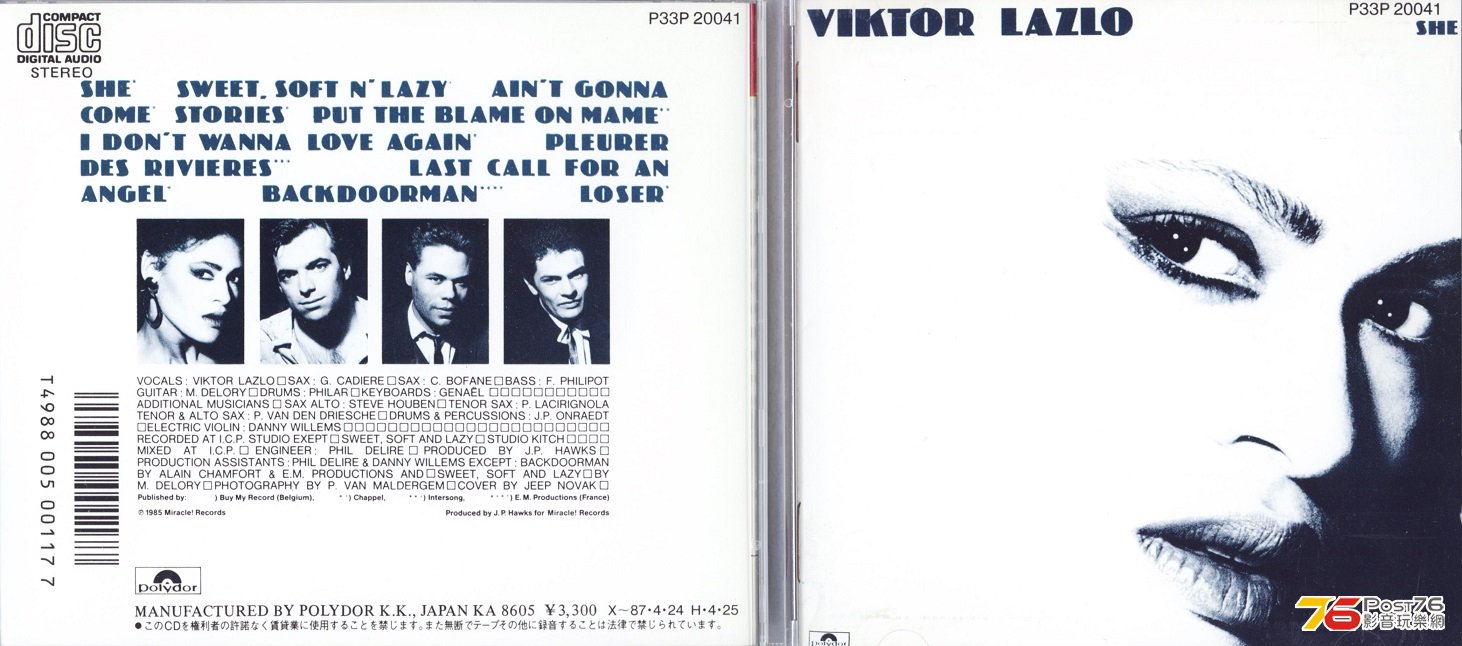 COMPACT
disc
DIGITAL AUDIO
STEREO
P33P 20041
SHE* SWEET, SOFT N' LAZY* AIN'T GONNA
COME* STORIES* PUT THE BLAME ON MAME**
I DON'T WANNA LOVE AGAIN* PLEURER
DES RIVIERES*** LAST CALL FOR AN
ANGEL* BACKDOORMAN**** LOSER*
VOCALS : VIKTOR LAZLO□SAX : G. CADIERE□SAX : C. BOFANE□BASS : F. PHILIPOT
GUITAR : M. DELORY□DRUMS : PHILAR□KEYBOARDS : GENAËL □□□□□□□□□□□
ADDITIONAL MUSICIANS □ SAX ALTO : STEVE HOUBEN□TENOR SAX : P. LACIRIGNOLA
TENOR & ALTO SAX : P. VAN DEN DRIESCHE□DRUMS & PERCUSSIONS : J.P. ONRAEDT
□ELECTRIC VIOLIN : DANNY WILLEMS□□□□□□□□□□□□□□□□□□□□□□□□
RECORDED AT I.C.P. STUDIO EXEPT□SWEET, SOFT AND LAZY□STUDIO KITCH□□□□
MIXED AT I.C.P.□ ENGINEER : PHIL DELIRE□PRODUCED BY J.P. HAWKS□
PRODUCTION ASSISTANTS : PHIL DELIRE & DANNY WILLEMS EXCEPT : BACKDOORMAN
BY ALAIN CHAMFORT & E.M. PRODUCTIONS AND□SWEET, SOFT AND LAZY□BY
M. DELORY□PHOTOGRAPHY BY P. VAN MALDERGEM□COVER BY JEEP NOVAK□
Published by: *) Buy My Record (Belgium), **) Chappel, ***) Intersong, ****) E.M. Productions (France)
℗ 1985 Miracle! Records Produced by J.P. Hawks for Miracle! Records
T4988 005 00117 7
polydor
MANUFACTURED BY POLYDOR K.K., JAPAN KA 8605 ¥3,300 X~87・4・24 H・4・25
●このCDを権利者の許諾なく賃貸業に使用することを禁じます。また無断でテープその他に録音することは法律で禁じられています。
VIKTOR LAZLO
P33P 20041
SHE
polydor
76 Post76
影音玩樂網